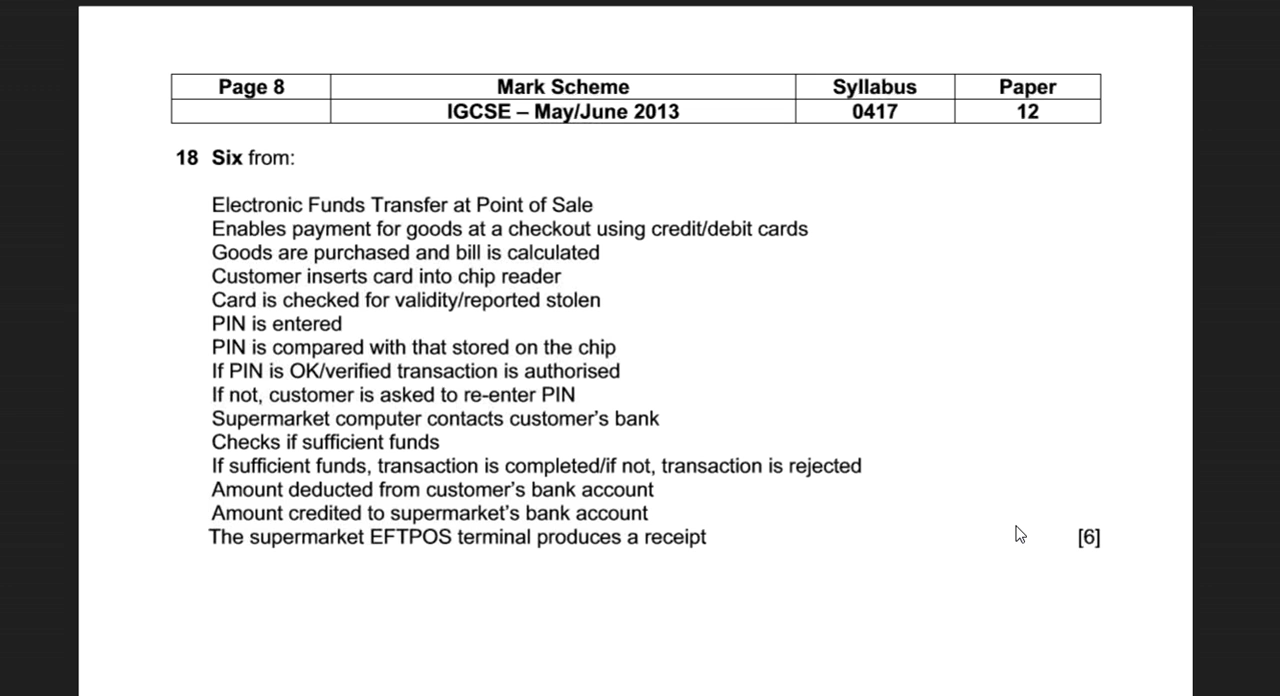 Page 8 Mark Scheme Syllabus Paper
IGCSE – May/June 2013 0417 12
18 Six from:
Electronic Funds Transfer at Point of Sale
Enables payment for goods at a checkout using credit/debit cards
Goods are purchased and bill is calculated
Customer inserts card into chip reader
Card is checked for validity/reported stolen
PIN is entered
PIN is compared with that stored on the chip
If PIN is OK/verified transaction is authorised
If not, customer is asked to re-enter PIN
Supermarket computer contacts customer's bank
Checks if sufficient funds
If sufficient funds, transaction is completed/if not, transaction is rejected
Amount deducted from customer's bank account
Amount credited to supermarket's bank account
The supermarket EFTPOS terminal produces a receipt [6]